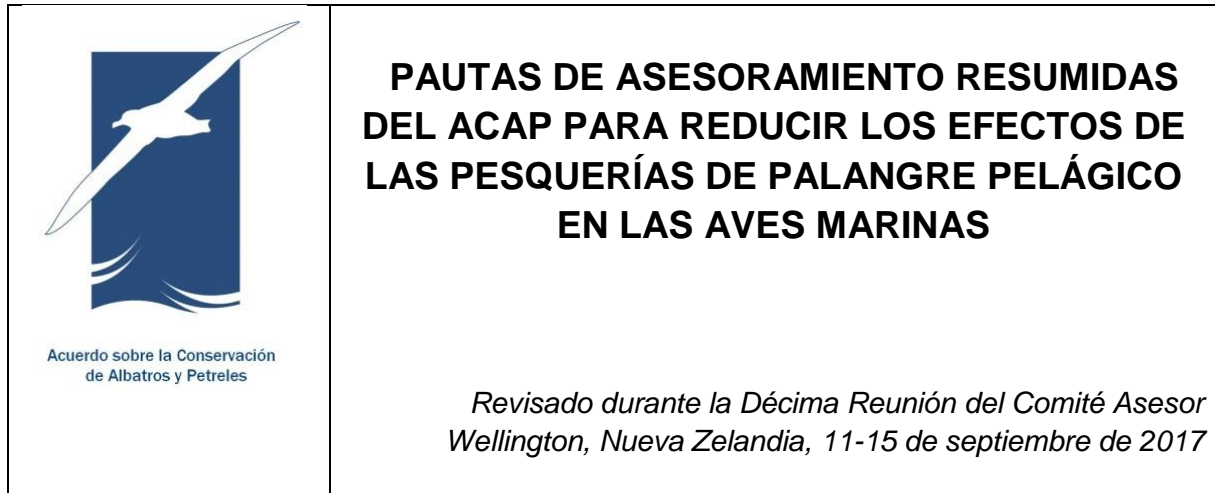 Acuerdo sobre la Conservación
de Albatros y Petreles
PAUTAS DE ASESORAMIENTO RESUMIDAS
DEL ACAP PARA REDUCIR LOS EFECTOS DE
LAS PESQUERÍAS DE PALANGRE PELÁGICO
EN LAS AVES MARINAS
Revisado durante la Décima Reunión del Comité Asesor
Wellington, Nueva Zelandia, 11-15 de septiembre de 2017